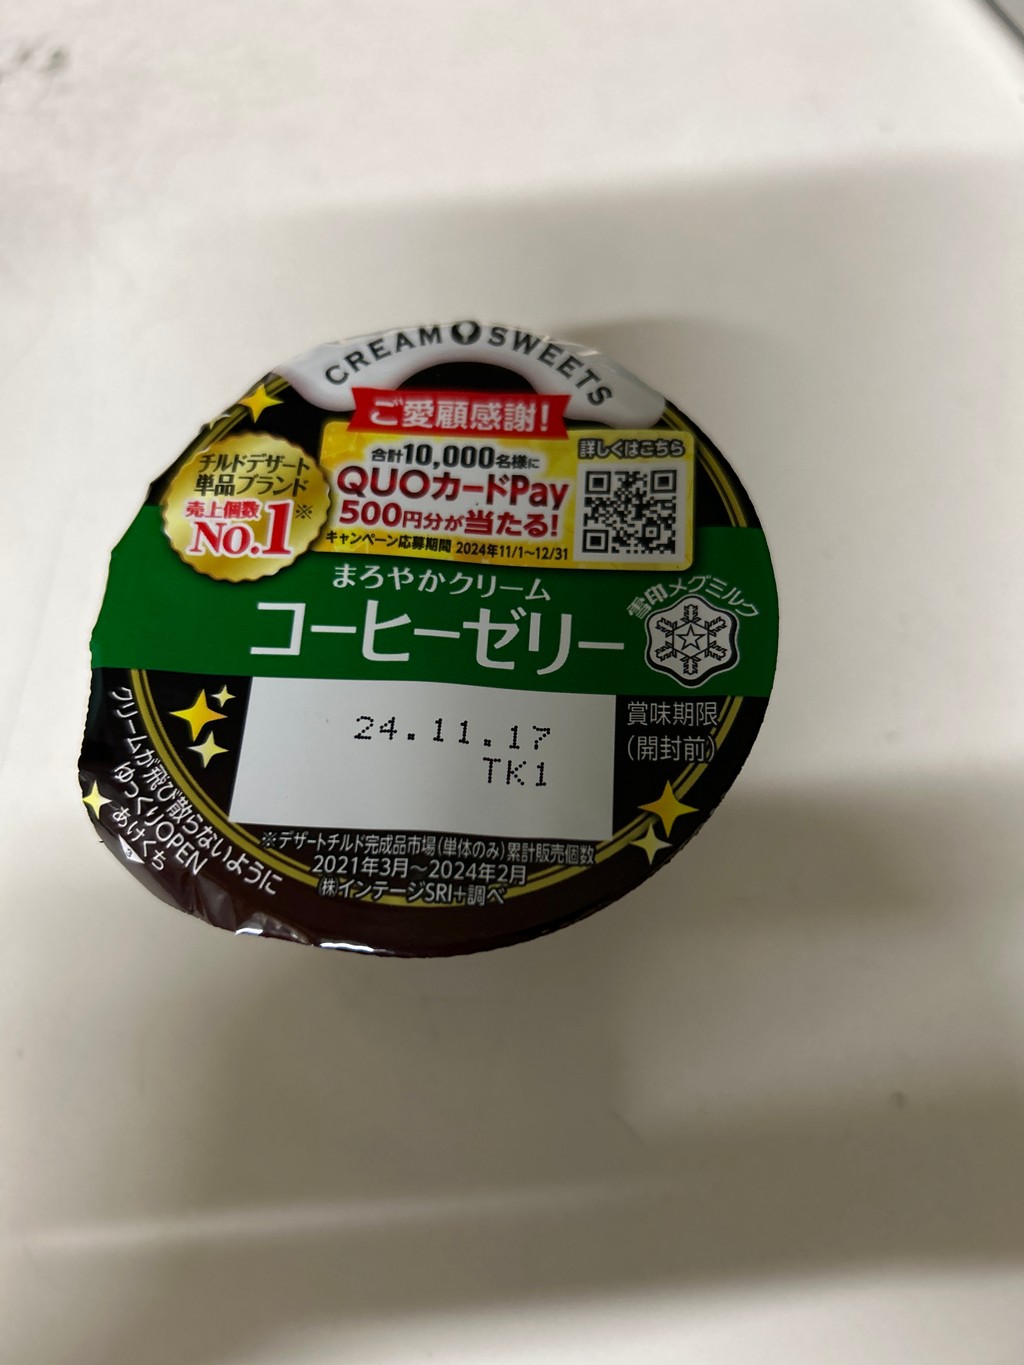 CREAM SWEETS
ご愛顧感謝!
合計10,000名様に
QUOカードPay
500円分が当たる!
キャンペーン応募期間 2024年11/1~12/31
詳しくはこちら
チルドデザート
単品ブランド
売上個数
No.1※
まろやかクリーム
コーヒーゼリー
雪印メグミルク
24.11.17
TK1
賞味期限
(開封前)
クリームが飛び散らないように
ゆっくりOPEN
あけくち
※デザートチルド完成品市場(単体のみ)累計販売個数
2021年3月~2024年2月
㈱インテージSRI+調べ